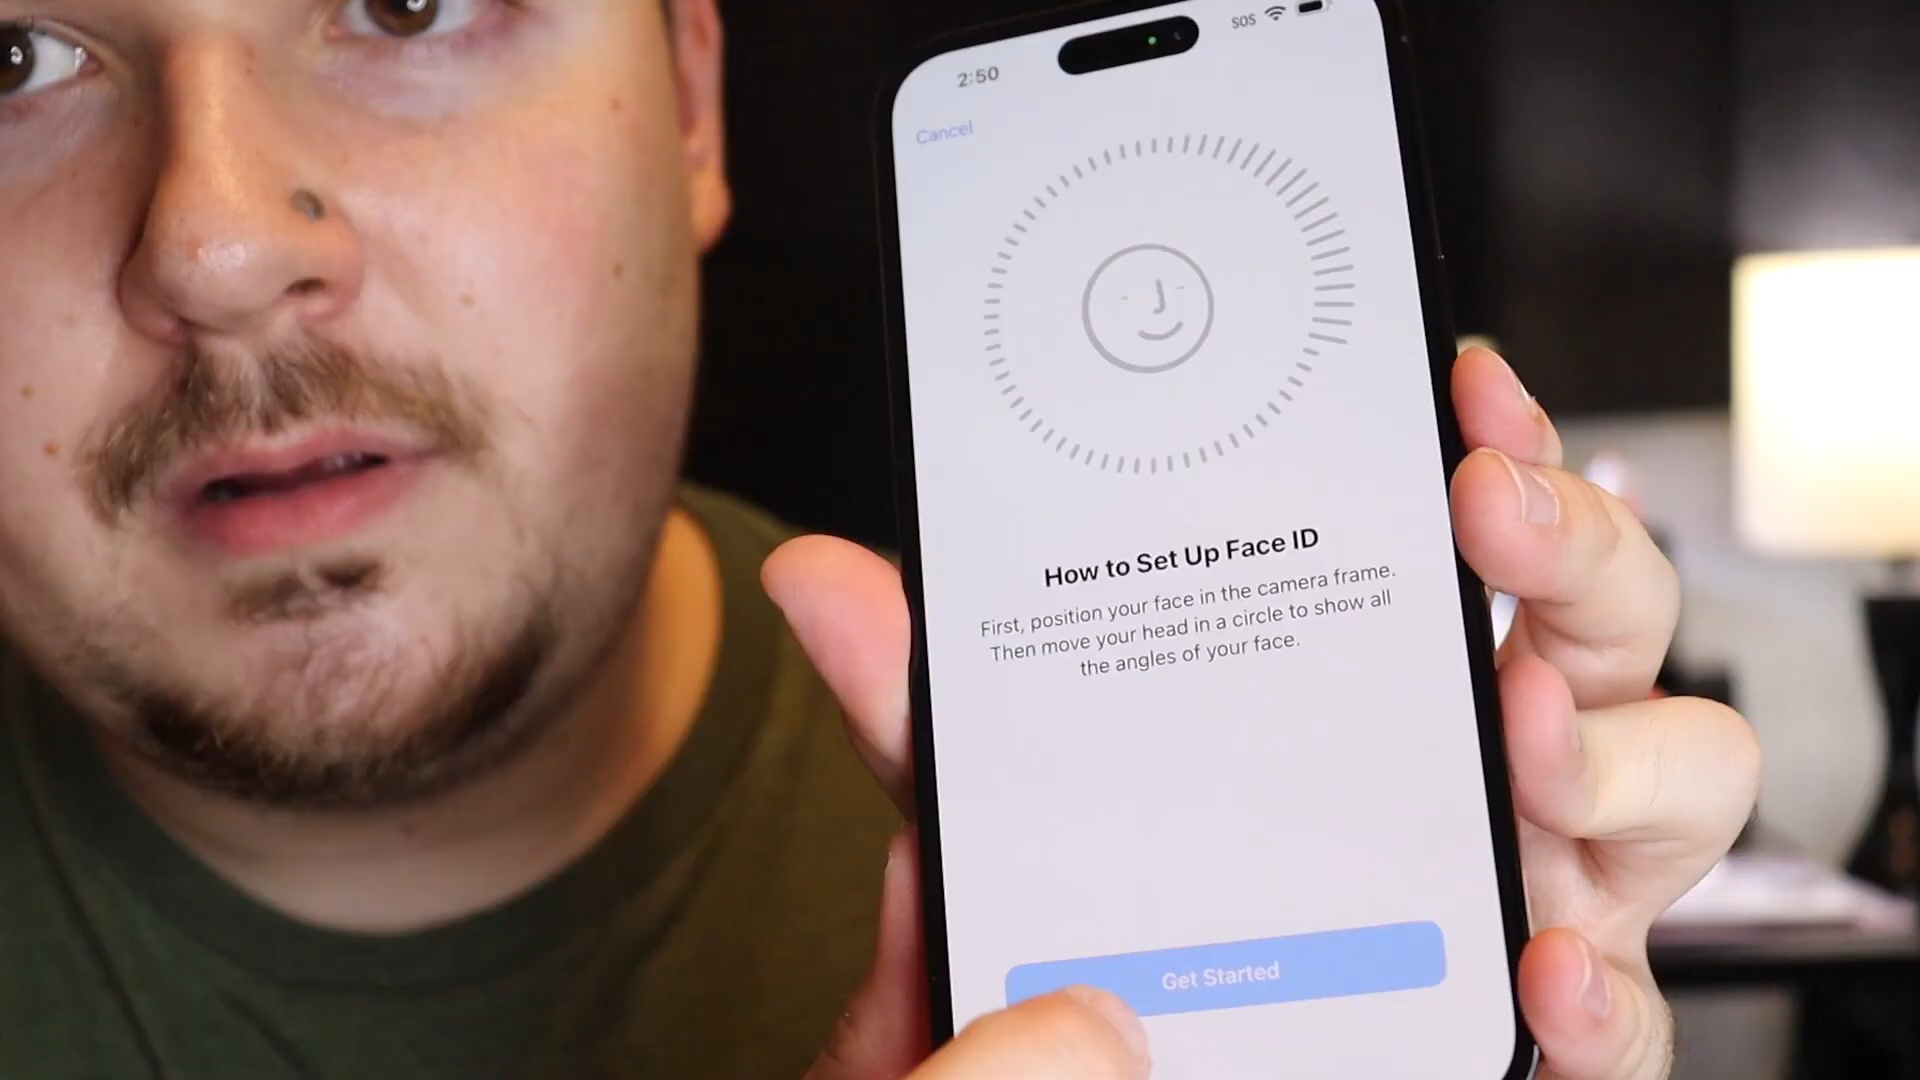 2:50
SOS
Cancel
How to Set Up Face ID
First, position your face in the camera frame.
Then move your head in a circle to show all
the angles of your face.
Get Started